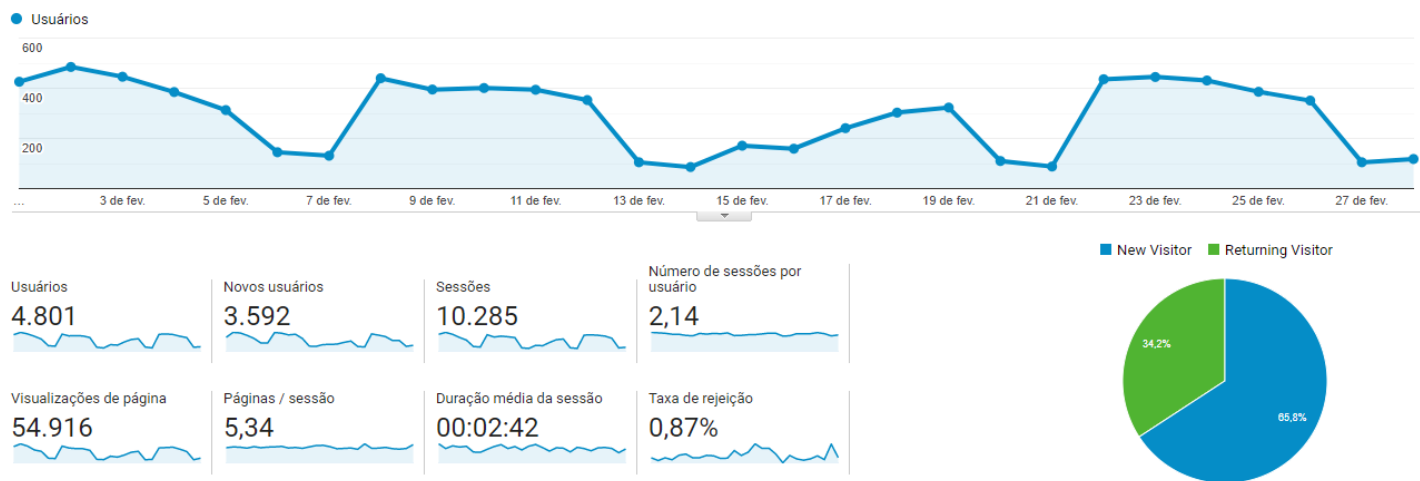 Usuários
600
400
200
...
3 de fev.
5 de fev.
7 de fev.
9 de fev.
11 de fev.
13 de fev.
15 de fev.
17 de fev.
19 de fev.
21 de fev.
23 de fev.
25 de fev.
27 de fev.
New Visitor
Returning Visitor
Usuários
4.801
Novos usuários
3.592
Sessões
10.285
Número de sessões por
usuário
2,14
Visualizações de página
54.916
Páginas / sessão
5,34
Duração média da sessão
00:02:42
Taxa de rejeição
0,87%
34,2%
65,8%